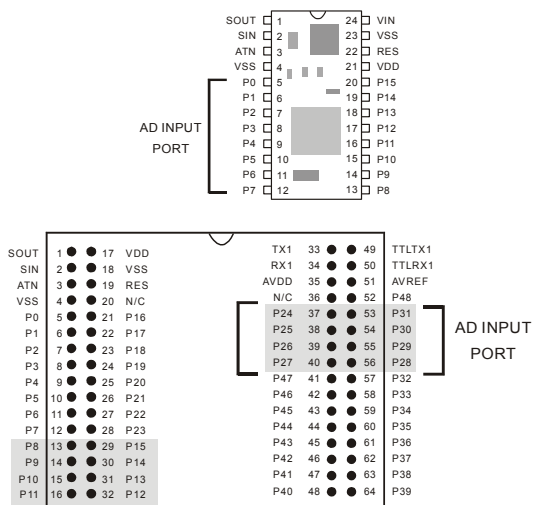 SOUT 1 24 VIN
SIN 2 23 VSS
ATN 3 22 RES
VSS 4 21 VDD
P0 5 20 P15
P1 6 19 P14
P2 7 18 P13
P3 8 17 P12
P4 9 16 P11
P5 10 15 P10
P6 11 14 P9
P7 12 13 P8
AD INPUT
PORT
SOUT 1 17 VDD
SIN 2 18 VSS
ATN 3 19 RES
VSS 4 20 N/C
P0 5 21 P16
P1 6 22 P17
P2 7 23 P18
P3 8 24 P19
P4 9 25 P20
P5 10 26 P21
P6 11 27 P22
P7 12 28 P23
P8 13 29 P15
P9 14 30 P14
P10 15 31 P13
P11 16 32 P12
TX1 33 49 TTLTX1
RX1 34 50 TTLRX1
AVDD 35 51 AVREF
N/C 36 52 P48
P24 37 53 P31
P25 38 54 P30
P26 39 55 P29
P27 40 56 P28
P47 41 57 P32
P46 42 58 P33
P45 43 59 P34
P44 44 60 P35
P43 45 61 P36
P42 46 62 P37
P41 47 63 P38
P40 48 64 P39
AD INPUT
PORT